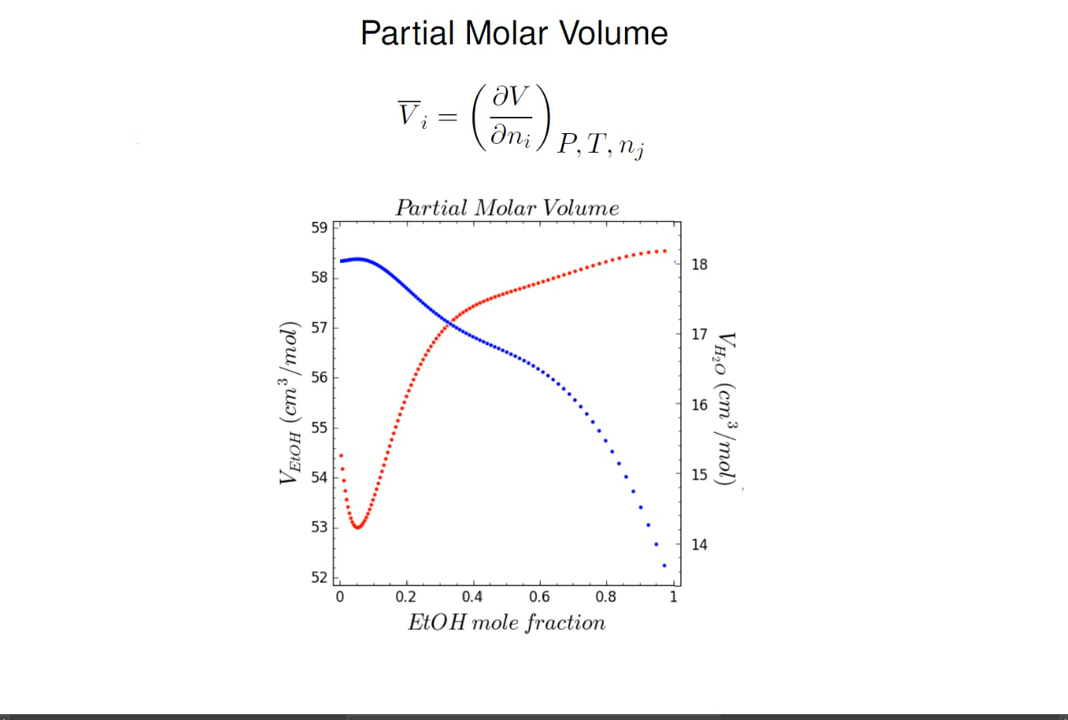 Partial Molar Volume
V̅ᵢ = (∂V/∂nᵢ) P, T, nⱼ
Partial Molar Volume
59
58
57
56
55
54
53
52
V_EtOH (cm³/mol)
18
17
16
15
14
V_H₂O (cm³/mol)
0 0.2 0.4 0.6 0.8 1
EtOH mole fraction